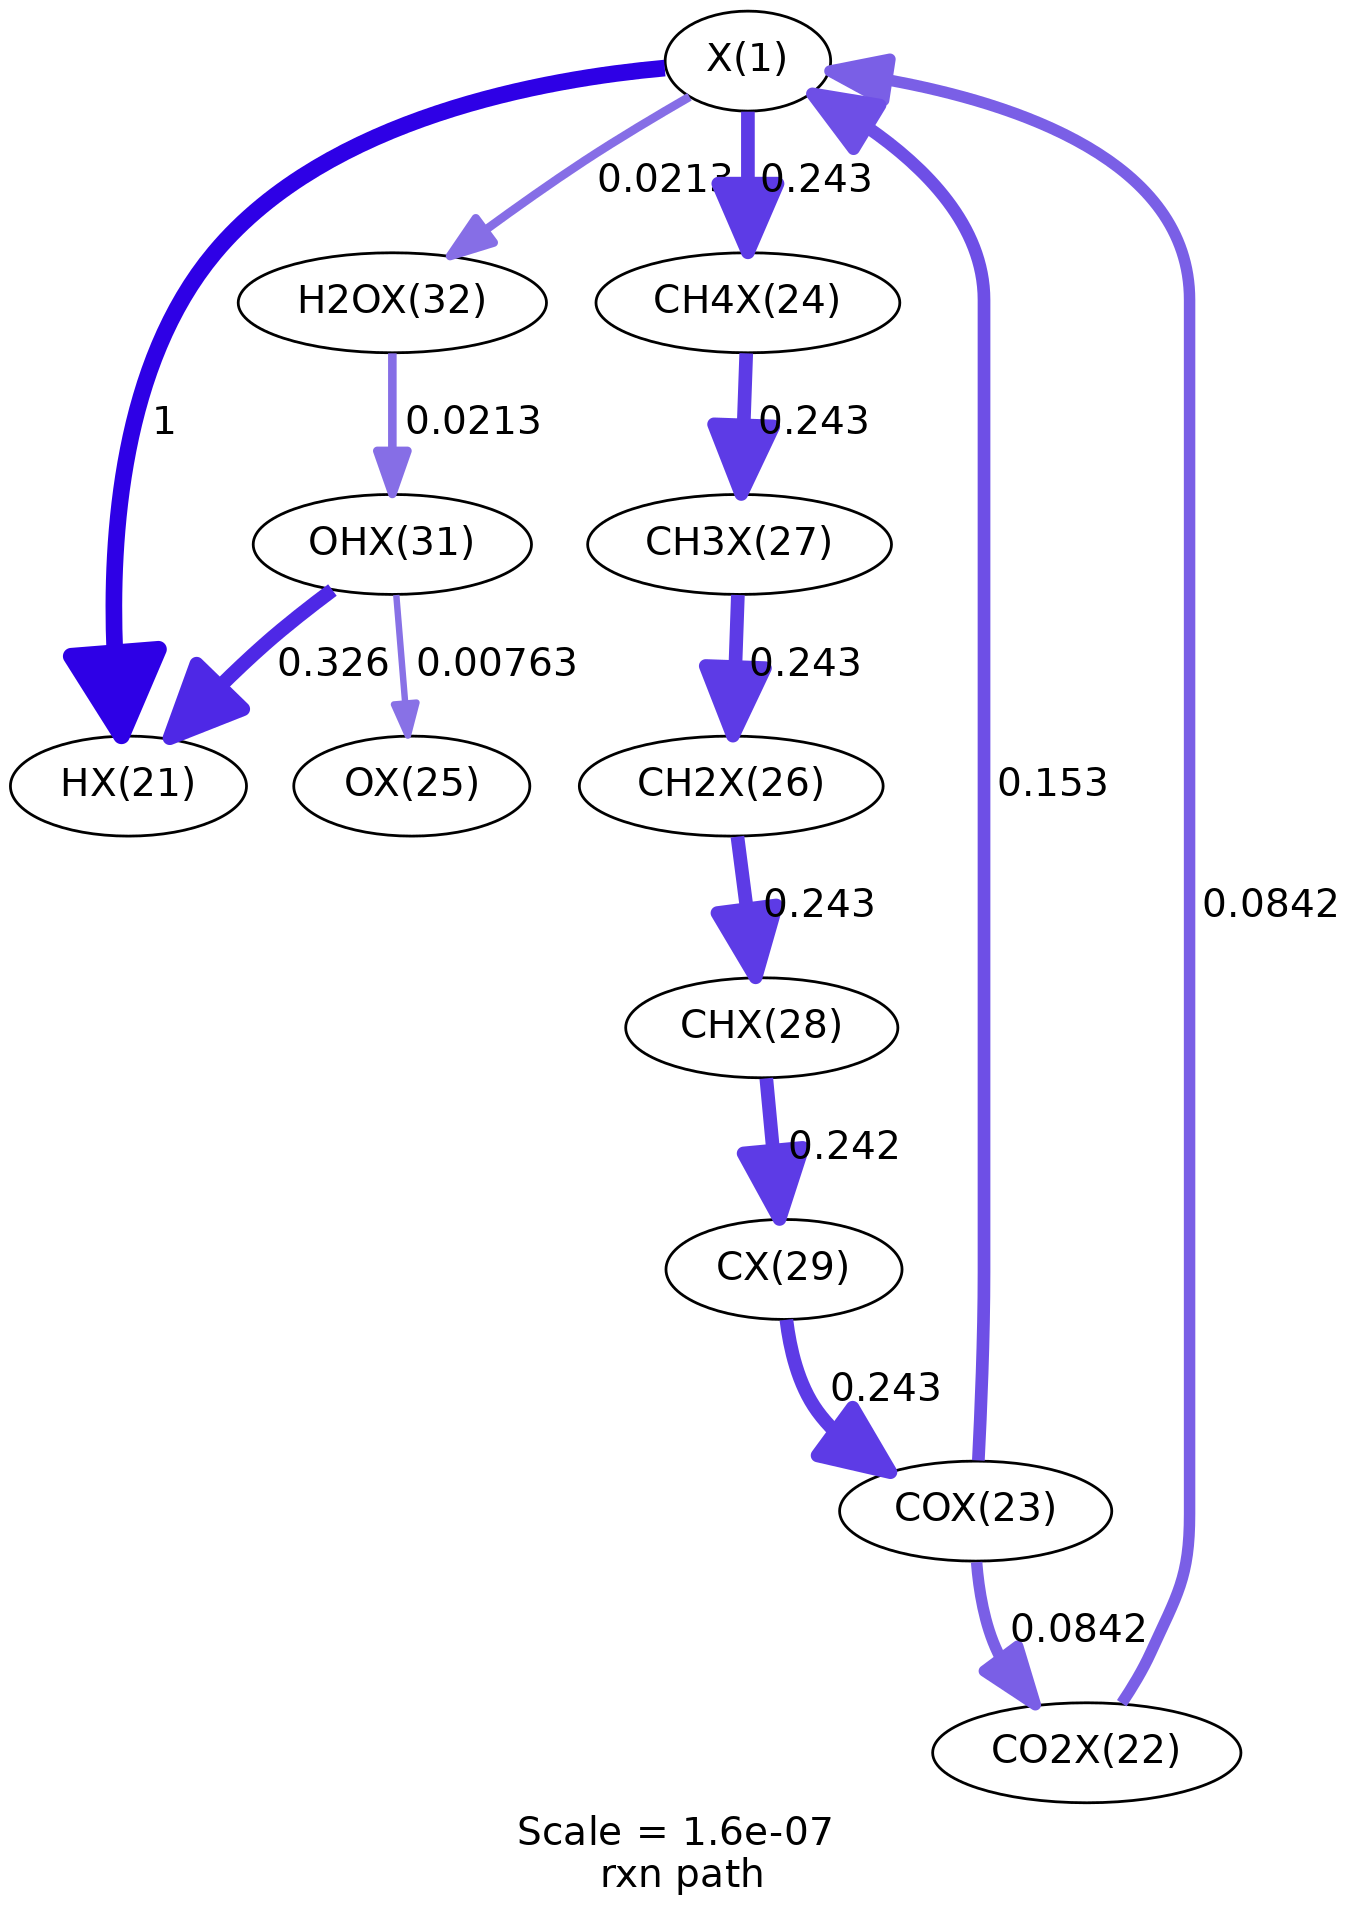 X(1)
0.0213
0.243
H2OX(32)
CH4X(24)
1
0.0213
0.243
OHX(31)
CH3X(27)
0.326
0.00763
0.243
HX(21)
OX(25)
CH2X(26)
0.153
0.243
0.0842
CHX(28)
0.242
CX(29)
0.243
COX(23)
0.0842
CO2X(22)
Scale = 1.6e-07
rxn path